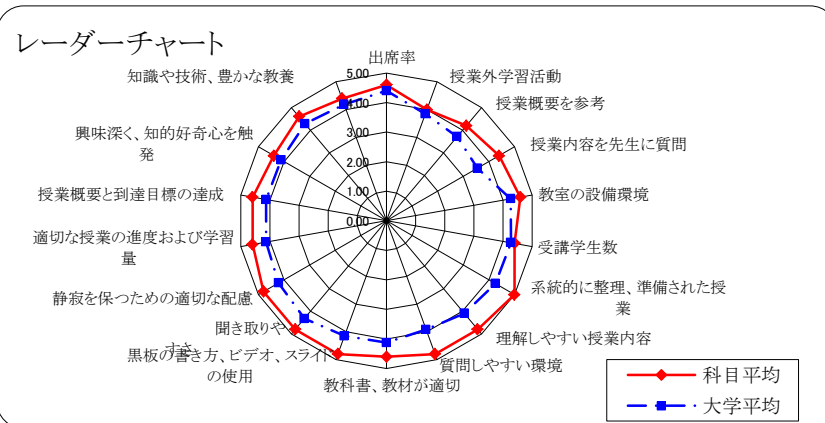 レーダーチャート
出席率
授業外学習活動
授業概要を参考
授業内容を先生に質問
教室の設備環境
受講学生数
系統的に整理、準備された授
業
理解しやすい授業内容
質問しやすい環境
教科書、教材が適切
黒板の書き方、ビデオ、スライド
の使用
聞き取りや
すさ
静寂を保つための適切な配慮
適切な授業の進度および学習
量
授業概要と到達目標の達成
興味深く、知的好奇心を触
発
知識や技術、豊かな教養
5.00
4.00
3.00
2.00
1.00
0.00
科目平均
大学平均